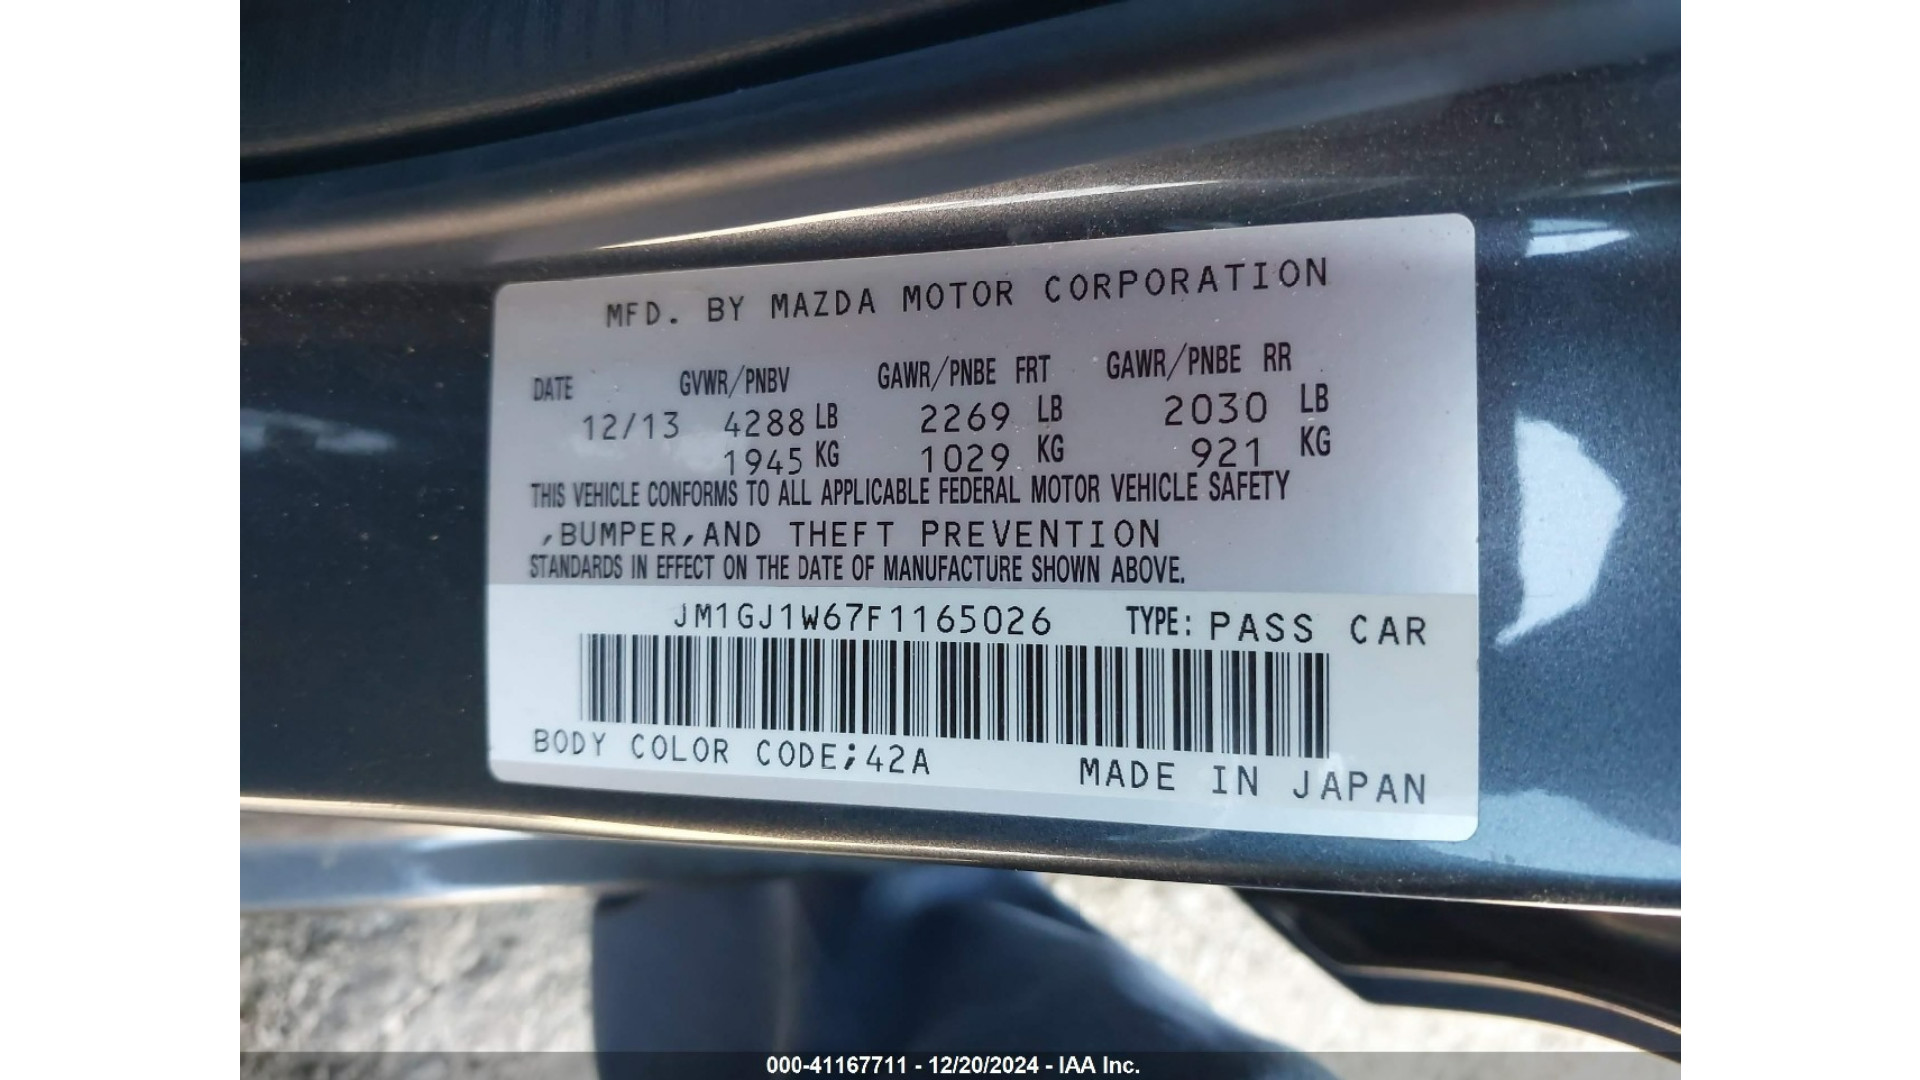 MFD. BY MAZDA MOTOR CORPORATION
DATE GVWR/PNBV GAWR/PNBE FRT GAWR/PNBE RR
12/13 4288 LB 2269 LB 2030 LB
1945 KG 1029 KG 921 KG
THIS VEHICLE CONFORMS TO ALL APPLICABLE FEDERAL MOTOR VEHICLE SAFETY
,BUMPER,AND THEFT PREVENTION
STANDARDS IN EFFECT ON THE DATE OF MANUFACTURE SHOWN ABOVE.
JM1GJ1W67F1165026 TYPE: PASS CAR
BODY COLOR CODE;42A MADE IN JAPAN
000-41167711 - 12/20/2024 - IAA Inc.